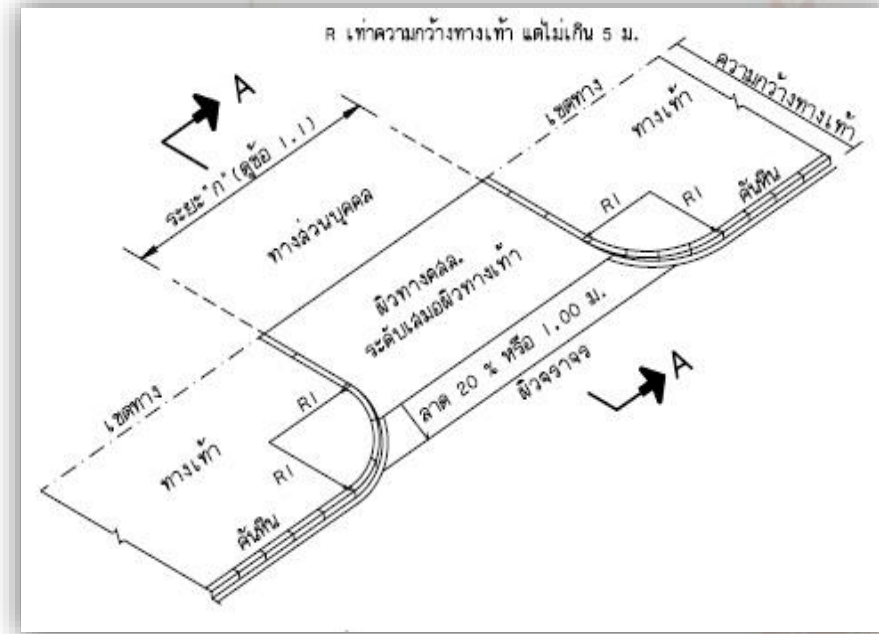 R เท่าความกว้างทางเท้า แต่ไม่เกิน 5 ม.
A
ความกว้างทางเท้า
เขตทาง
ทางเท้า
ระยะ"ก"(ดูข้อ 1.1)
R1
R1
คันหิน
ทางส่วนบุคคล
ผิวทางคสล.
ระดับเสมอผิวทางเท้า
ลาด 20 % หรือ 1.00 ม.
ผิวจราจร
A
เขตทาง
R1
ทางเท้า
R1
คันหิน